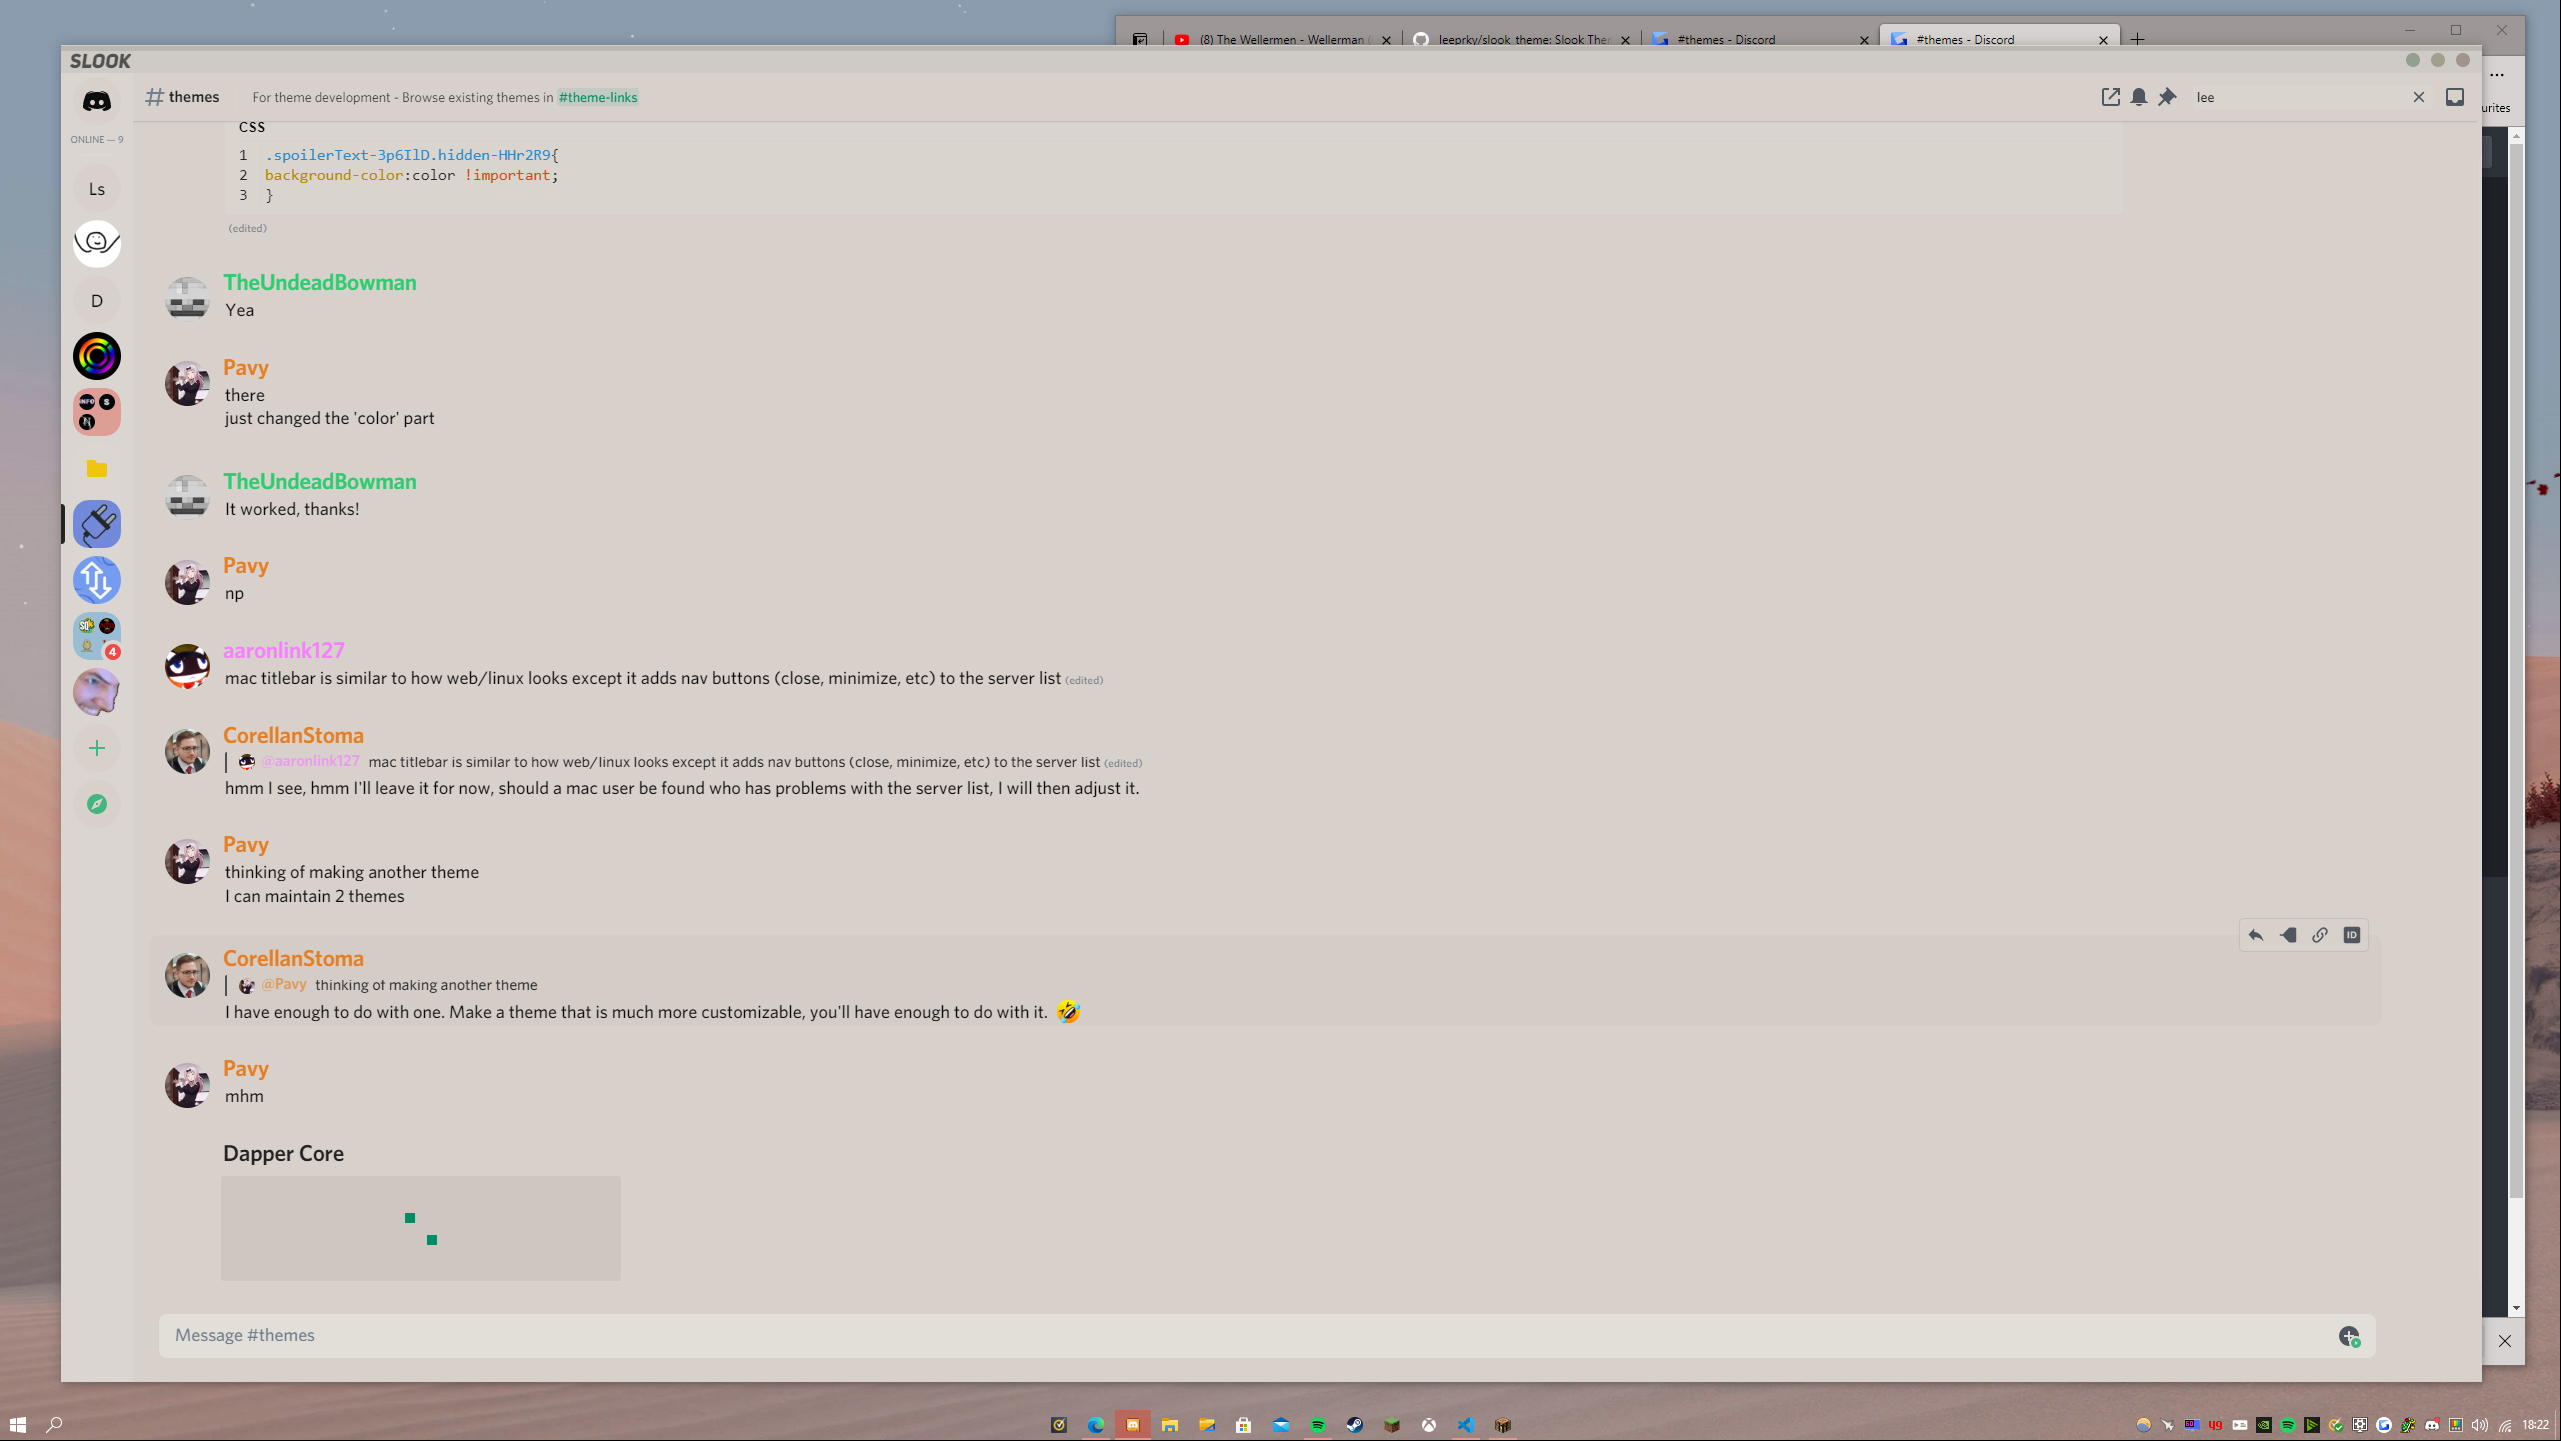 (8) The Wellermen - Wellerman
leeprky/slook_theme: Slook The
#themes - Discord
#themes - Discord
SLOOK
# themes
For theme development - Browse existing themes in #theme-links
lee
urites
ONLINE — 9
Ls
D
4
CSS
1 .spoilerText-3p6IlD.hidden-HHr2R9{
2 background-color:color !important;
3 }
(edited)
TheUndeadBowman
Yea
Pavy
there
just changed the 'color' part
TheUndeadBowman
It worked, thanks!
Pavy
np
aaronlink127
mac titlebar is similar to how web/linux looks except it adds nav buttons (close, minimize, etc) to the server list (edited)
CorellanStoma
@aaronlink127 mac titlebar is similar to how web/linux looks except it adds nav buttons (close, minimize, etc) to the server list (edited)
hmm I see, hmm I'll leave it for now, should a mac user be found who has problems with the server list, I will then adjust it.
Pavy
thinking of making another theme
I can maintain 2 themes
ID
CorellanStoma
@Pavy thinking of making another theme
I have enough to do with one. Make a theme that is much more customizable, you'll have enough to do with it.
Pavy
mhm
Dapper Core
Message #themes
49
18:22